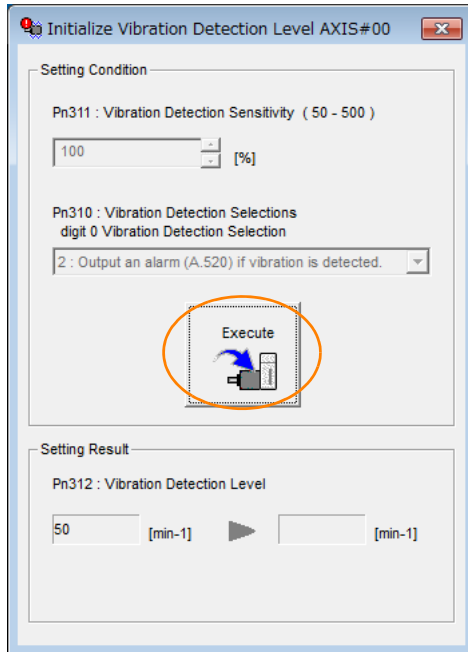 Initialize Vibration Detection Level AXIS#00
Setting Condition
Pn311 : Vibration Detection Sensitivity ( 50 - 500 )
100
[%]
Pn310 : Vibration Detection Selections
digit 0 Vibration Detection Selection
2 : Output an alarm (A.520) if vibration is detected.
Execute
Setting Result
Pn312 : Vibration Detection Level
50 [min-1] [min-1]